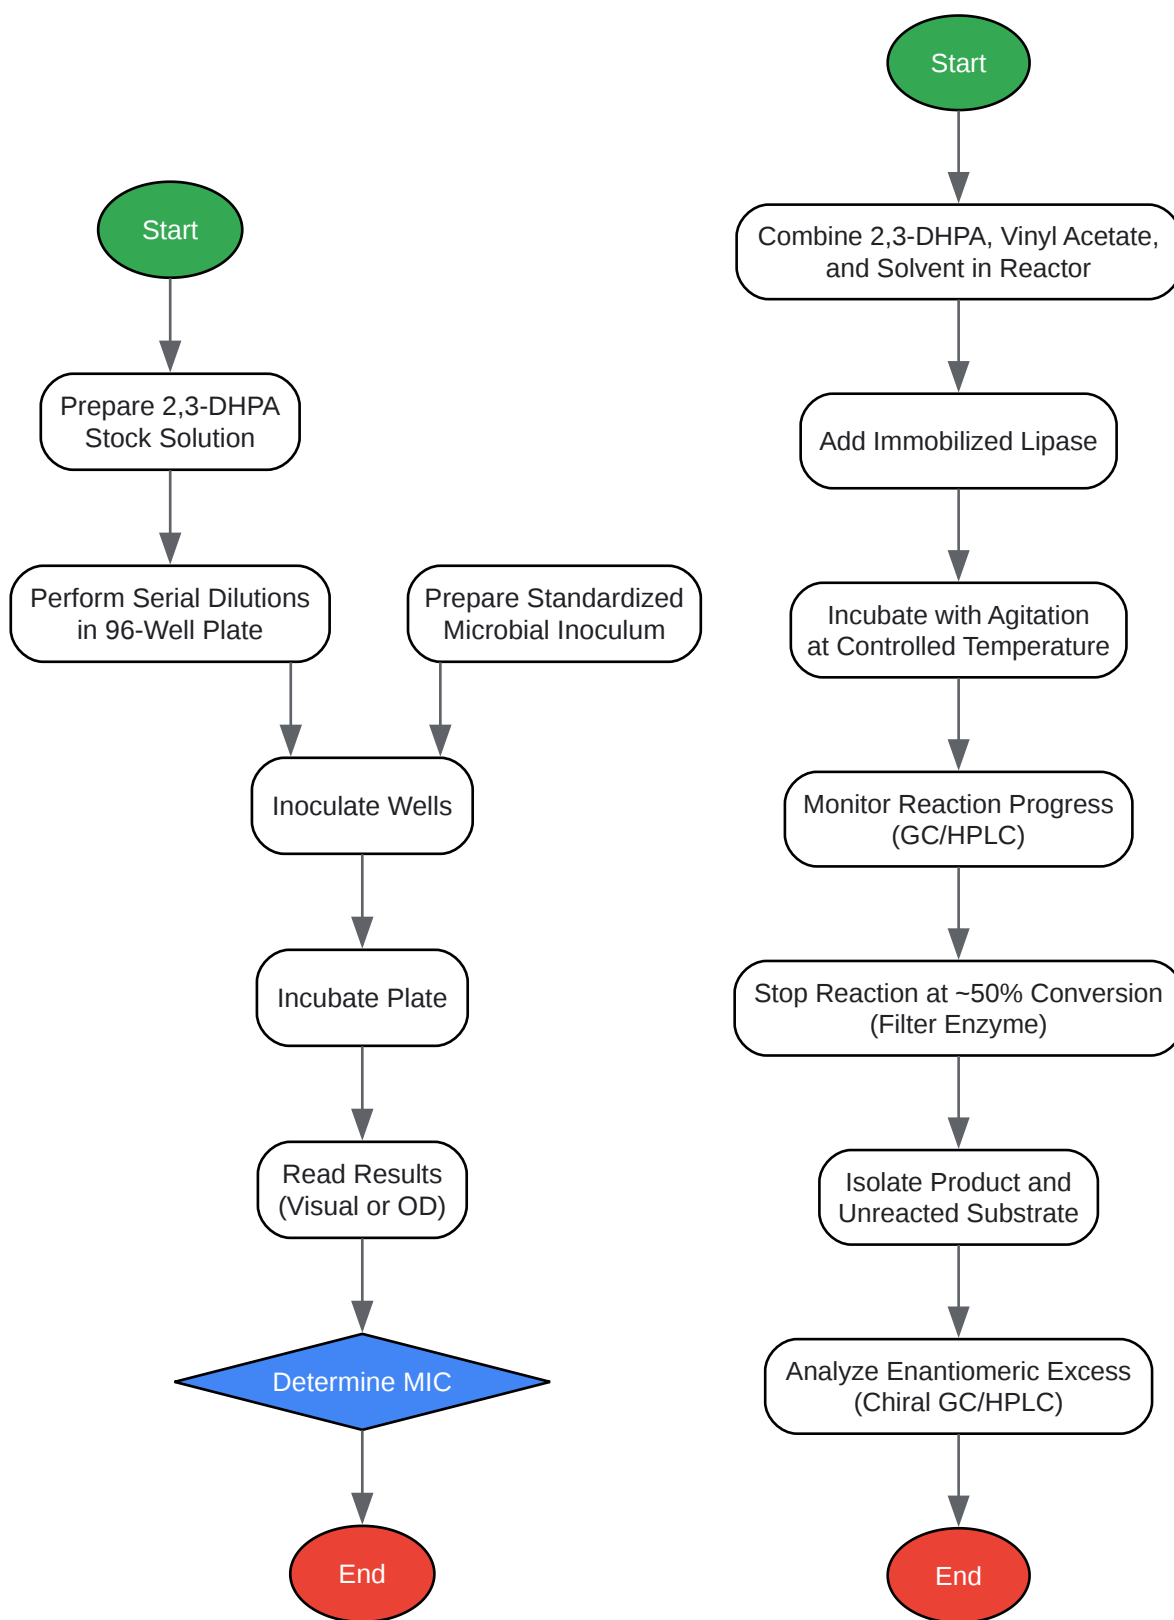 Start
Prepare 2,3-DHPA
Stock Solution
Perform Serial Dilutions
in 96-Well Plate
Prepare Standardized
Microbial Inoculum
Inoculate Wells
Incubate Plate
Read Results
(Visual or OD)
Determine MIC
End
Start
Combine 2,3-DHPA, Vinyl Acetate,
and Solvent in Reactor
Add Immobilized Lipase
Incubate with Agitation
at Controlled Temperature
Monitor Reaction Progress
(GC/HPLC)
Stop Reaction at ~50% Conversion
(Filter Enzyme)
Isolate Product and
Unreacted Substrate
Analyze Enantiomeric Excess
(Chiral GC/HPLC)
End